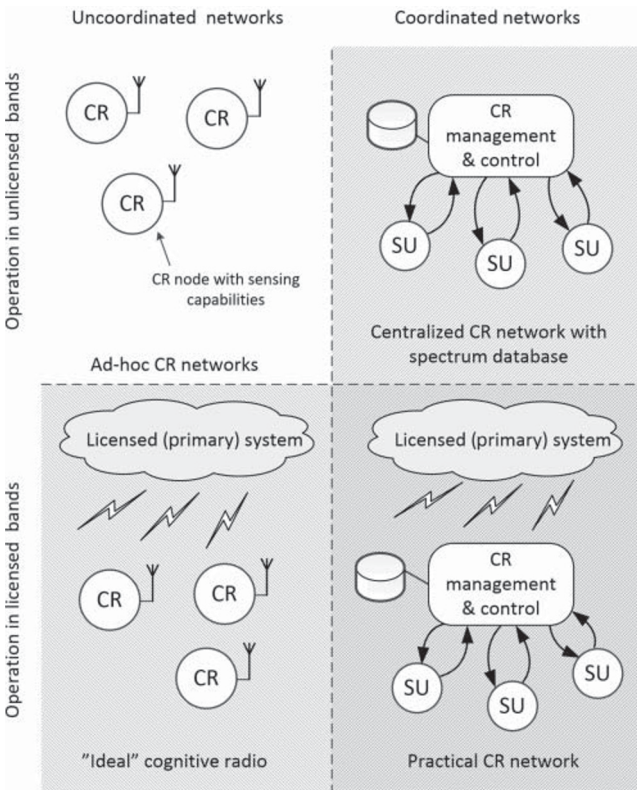 Uncoordinated networks
Coordinated networks
Operation in unlicensed bands
CR
CR
CR
CR node with sensing
capabilities
Ad-hoc CR networks
CR
management
& control
SU
SU
SU
Centralized CR network with
spectrum database
Operation in licensed bands
Licensed (primary) system
CR
CR
CR
"Ideal" cognitive radio
Licensed (primary) system
CR
management
& control
SU
SU
SU
Practical CR network